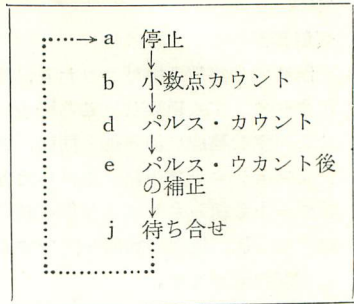 a 停止
b 小数点カウント
d パルス・カウント
e パルス・ウカント後
の補正
j 待ち合せ